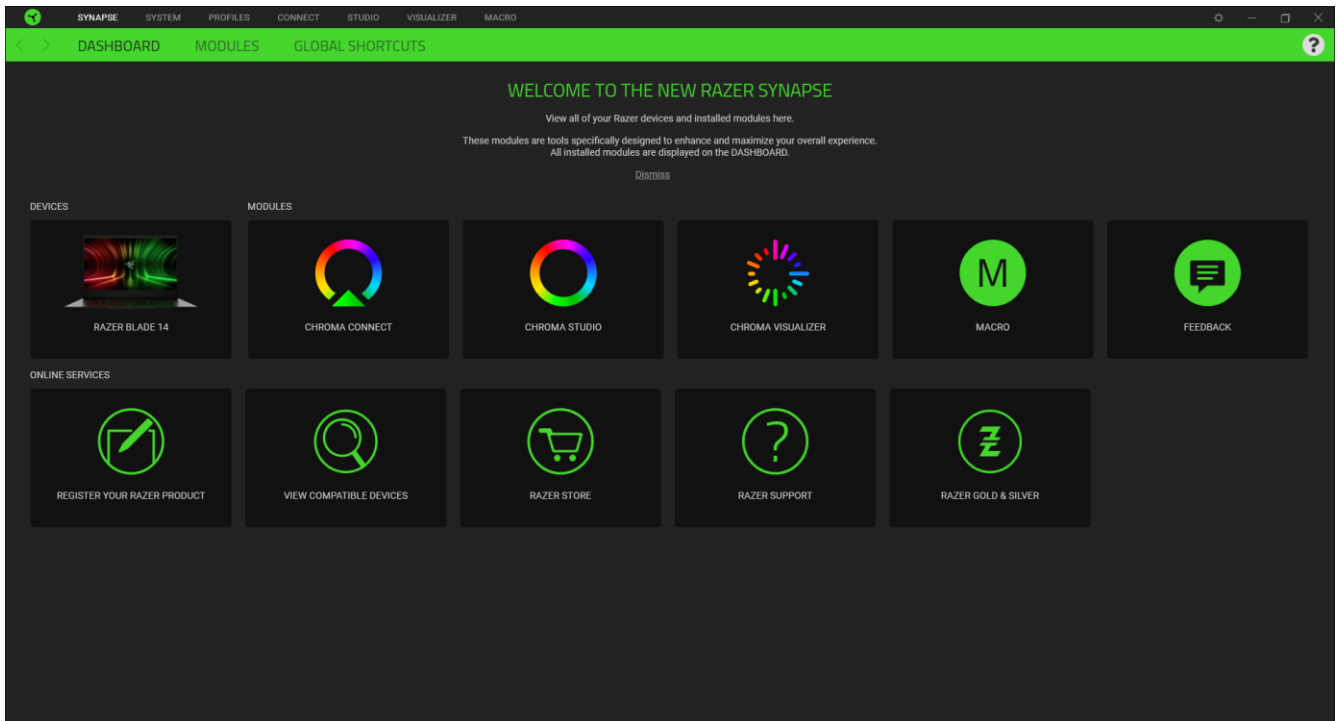 SYNAPSE SYSTEM PROFILES CONNECT STUDIO VISUALIZER MACRO
DASHBOARD MODULES GLOBAL SHORTCUTS ?
WELCOME TO THE NEW RAZER SYNAPSE
View all of your Razer devices and installed modules here.
These modules are tools specifically designed to enhance and maximize your overall experience.
All installed modules are displayed on the DASHBOARD.
Dismiss
DEVICES MODULES
M
RAZER BLADE 14 CHROMA CONNECT CHROMA STUDIO CHROMA VISUALIZER MACRO FEEDBACK
ONLINE SERVICES
?
REGISTER YOUR RAZER PRODUCT VIEW COMPATIBLE DEVICES RAZER STORE RAZER SUPPORT RAZER GOLD & SILVER